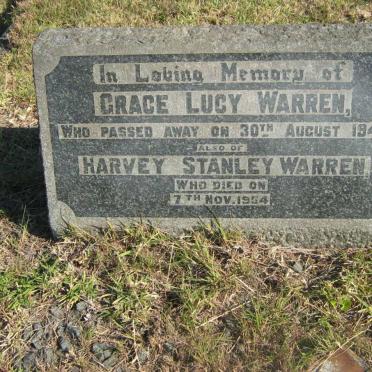 In Loving Memory of
GRACE LUCY WARREN,
WHO PASSED AWAY ON 30TH AUGUST
ALSO OF
HARVEY STANLEY WARREN
WHO DIED ON
7TH NOV. 1954